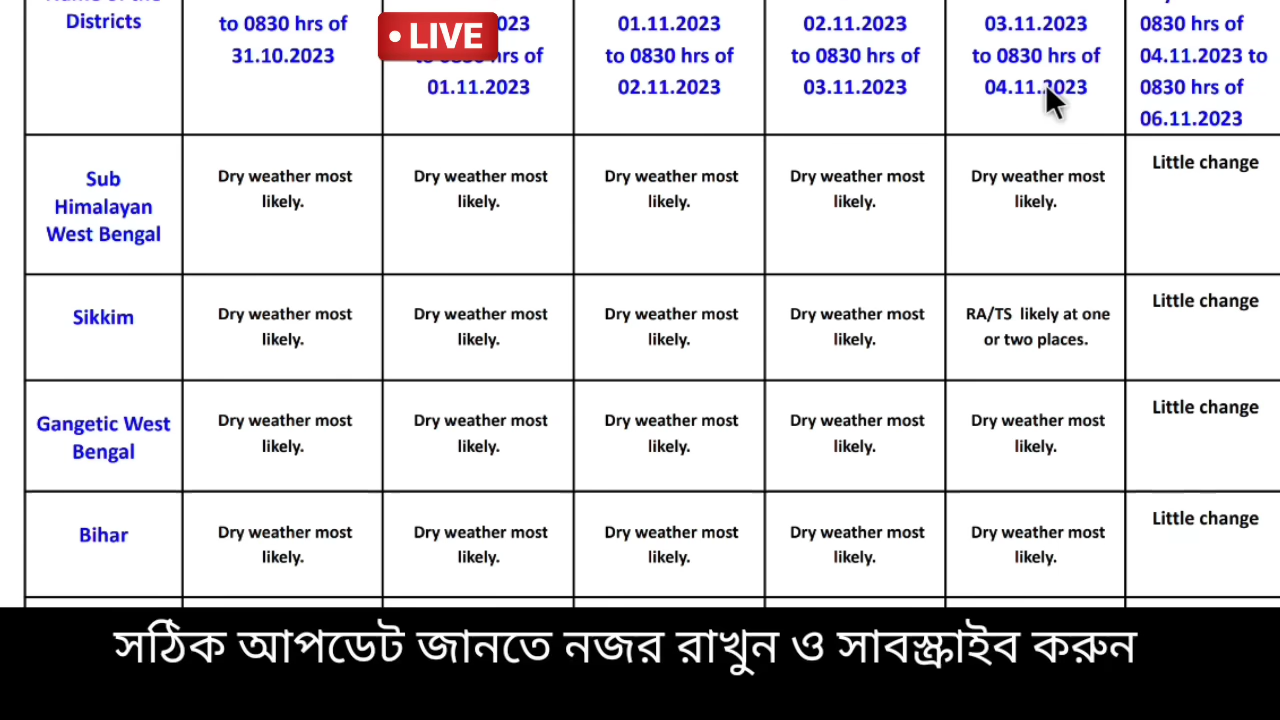 Districts
to 0830 hrs of
31.10.2023
LIVE
01.11.2023
01.11.2023
to 0830 hrs of
02.11.2023
02.11.2023
to 0830 hrs of
03.11.2023
03.11.2023
to 0830 hrs of
04.11.2023
0830 hrs of
04.11.2023 to
0830 hrs of
06.11.2023
Sub
Himalayan
West Bengal
Dry weather most
likely.
Dry weather most
likely.
Dry weather most
likely.
Dry weather most
likely.
Dry weather most
likely.
Little change
Sikkim
Dry weather most
likely.
Dry weather most
likely.
Dry weather most
likely.
Dry weather most
likely.
RA/TS likely at one
or two places.
Little change
Gangetic West
Bengal
Dry weather most
likely.
Dry weather most
likely.
Dry weather most
likely.
Dry weather most
likely.
Dry weather most
likely.
Little change
Bihar
Dry weather most
likely.
Dry weather most
likely.
Dry weather most
likely.
Dry weather most
likely.
Dry weather most
likely.
Little change
সঠিক আপডেট জানতে নজর রাখুন ও সাবস্ক্রাইব করুন